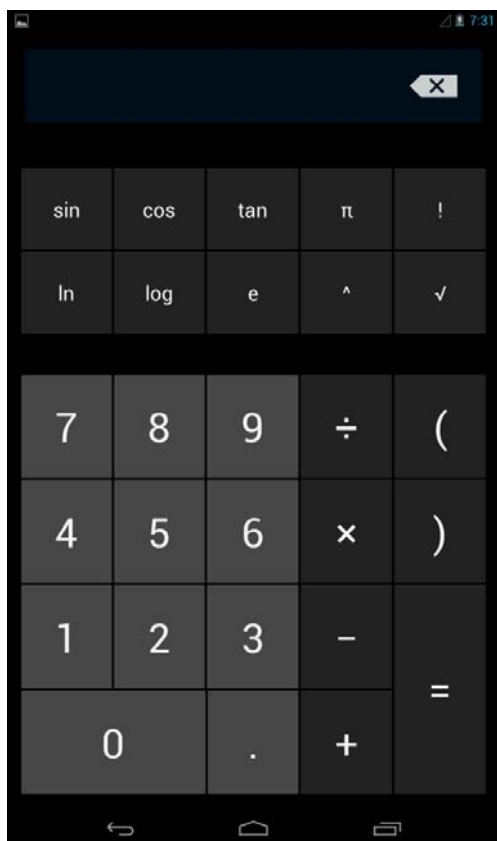 7:31
sin cos tan π !
ln log e ^ √
7 8 9 ÷ (
4 5 6 × )
1 2 3 −
=
0 . +